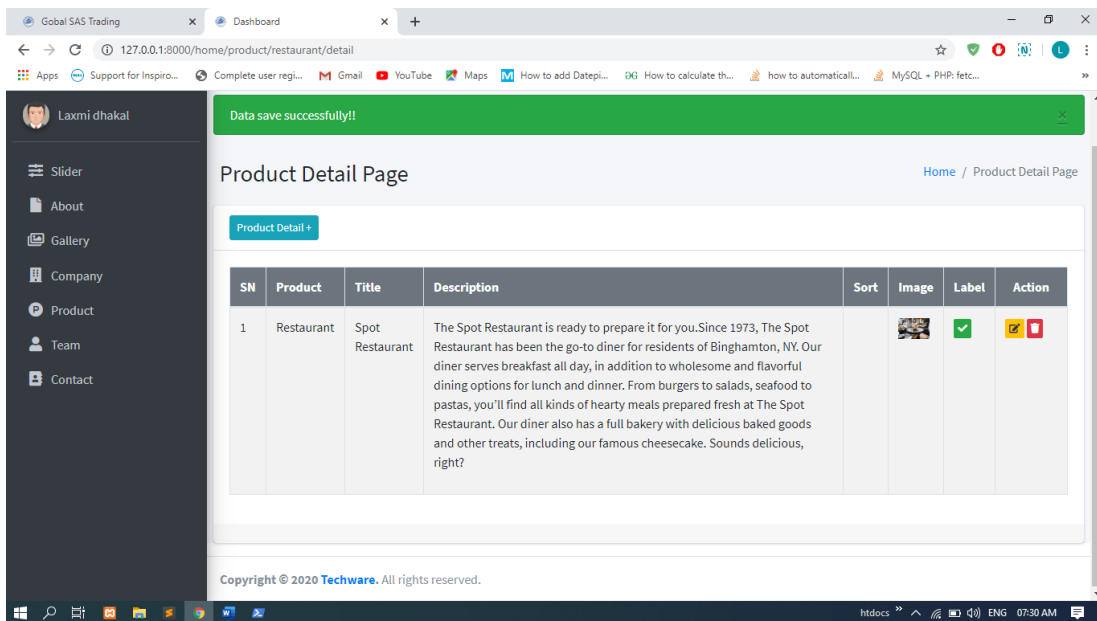 Gobal SAS Trading
Dashboard
127.0.0.1:8000/home/product/restaurant/detail
L
Apps
Support for Inspiro...
Complete user regi...
Gmail
YouTube
Maps
How to add Datepi...
How to calculate th...
how to automaticall...
MySQL + PHP: fetc...
»
Laxmi dhakal
Slider
About
Gallery
Company
Product
Team
Contact
Data save successfully!!
×
Product Detail Page
Home / Product Detail Page
Product Detail +
SN Product Title Description Sort Image Label Action
1 Restaurant Spot Restaurant
The Spot Restaurant is ready to prepare it for you.Since 1973, The Spot
Restaurant has been the go-to diner for residents of Binghamton, NY. Our
diner serves breakfast all day, in addition to wholesome and flavorful
dining options for lunch and dinner. From burgers to salads, seafood to
pastas, you'll find all kinds of hearty meals prepared fresh at The Spot
Restaurant. Our diner also has a full bakery with delicious baked goods
and other treats, including our famous cheesecake. Sounds delicious,
right?
Copyright © 2020 Techware. All rights reserved.
htdocs » ENG 07:30 AM